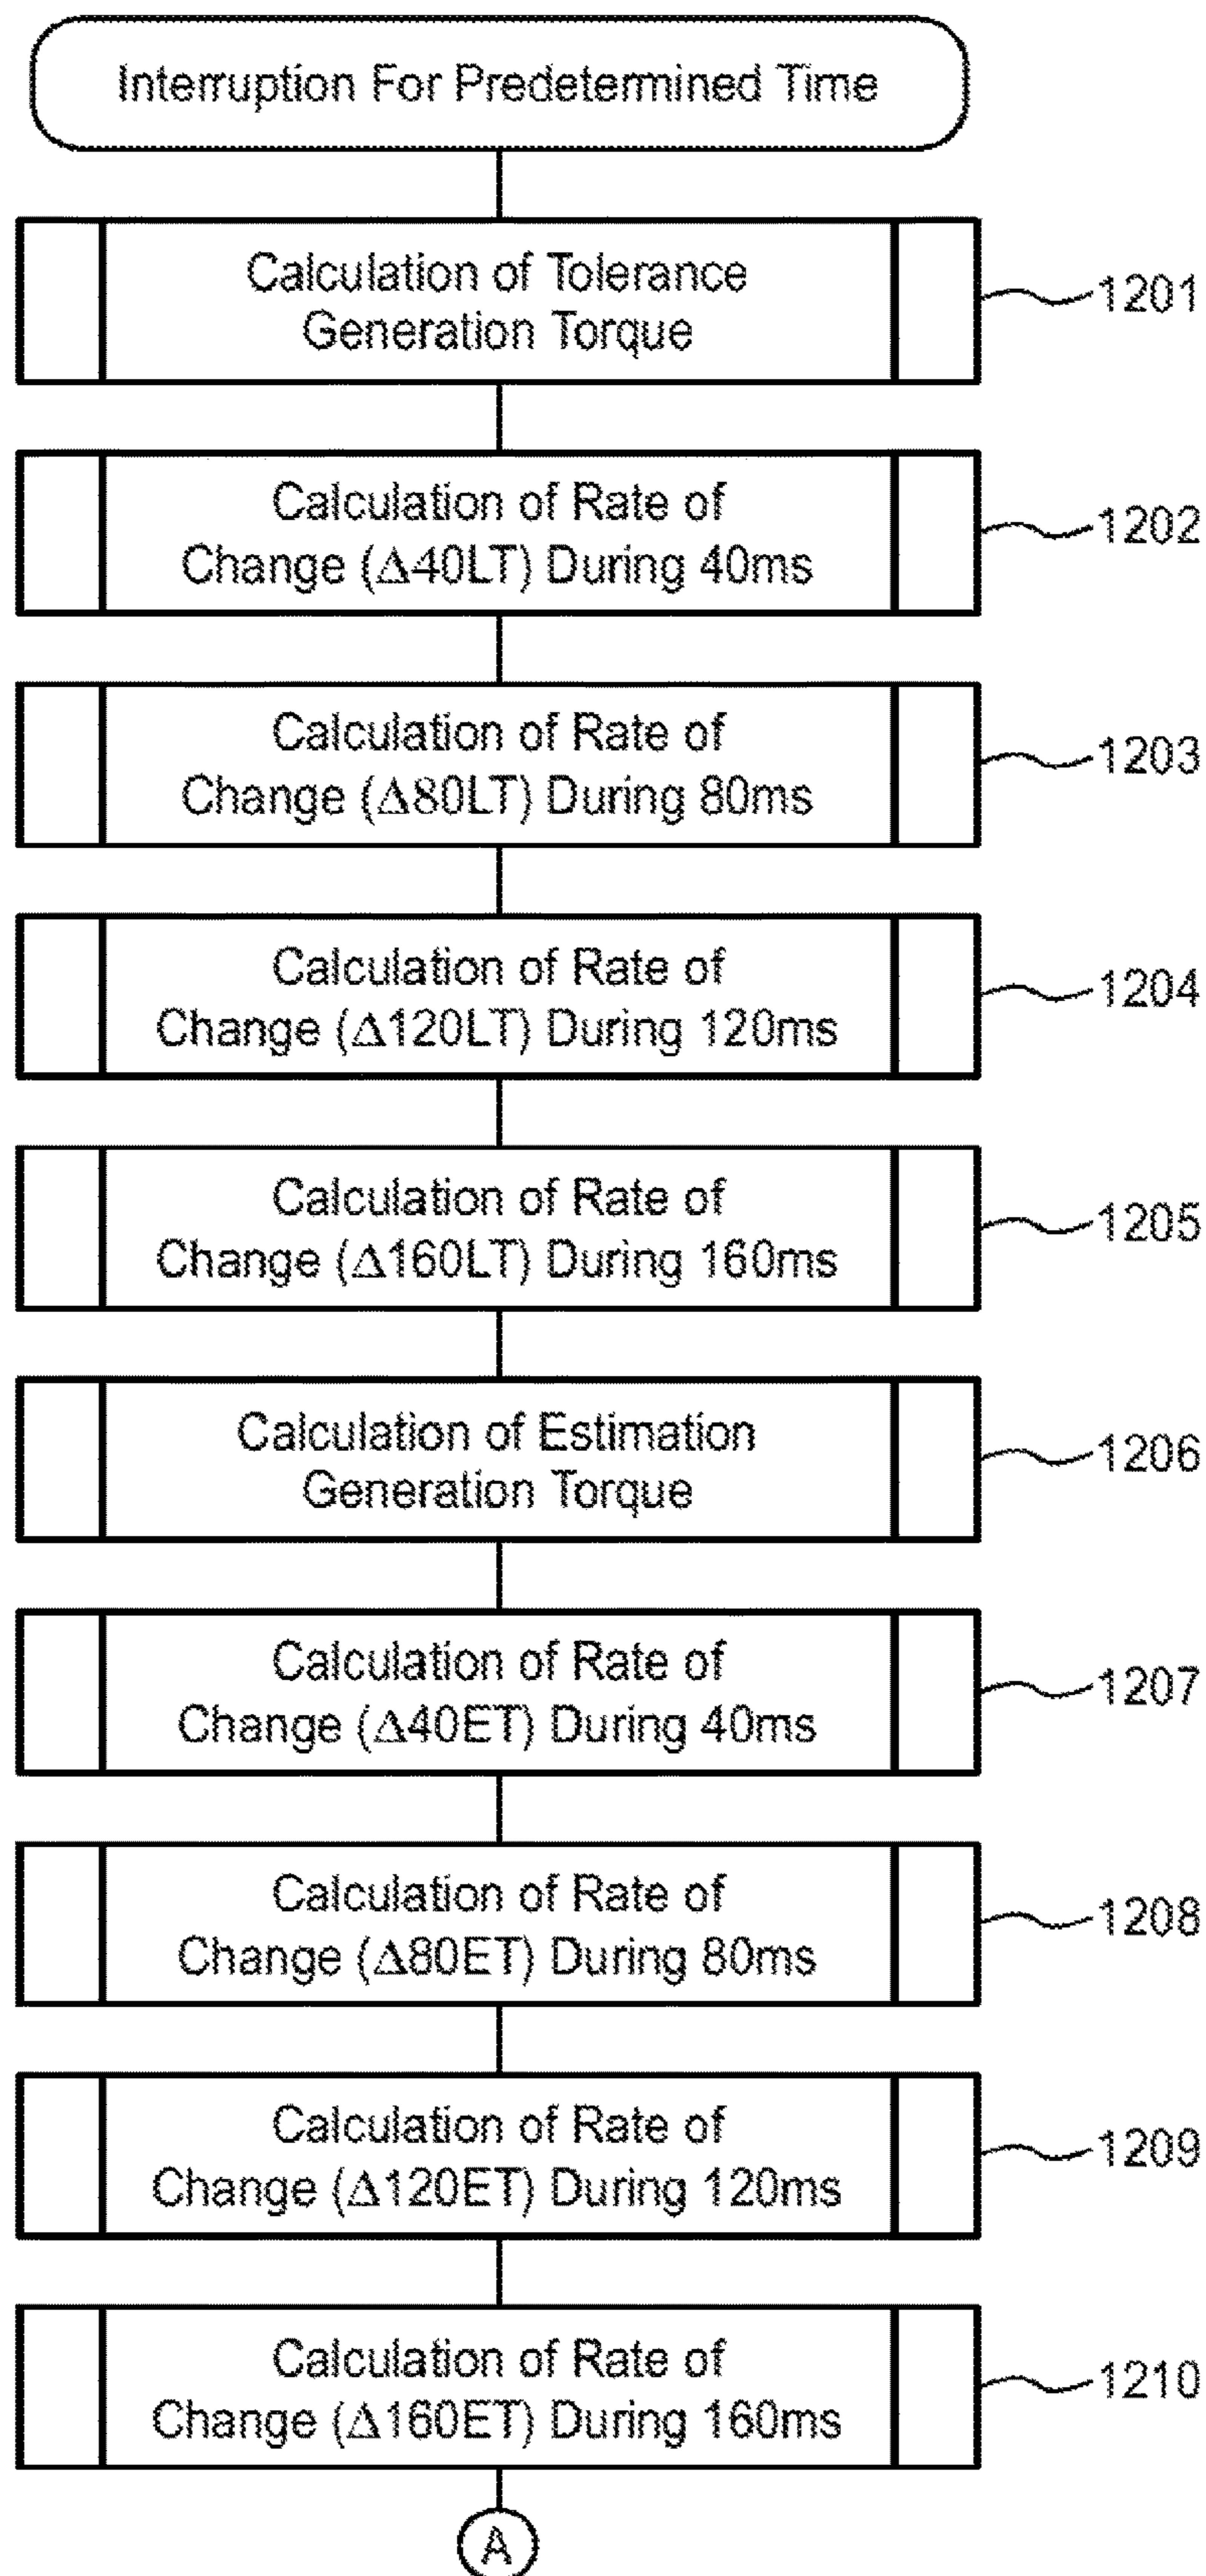 Interruption For Predetermined Time
Calculation of Tolerance
Generation Torque
1201
Calculation of Rate of
Change (Δ40LT) During 40ms
1202
Calculation of Rate of
Change (Δ80LT) During 80ms
1203
Calculation of Rate of
Change (Δ120LT) During 120ms
1204
Calculation of Rate of
Change (Δ160LT) During 160ms
1205
Calculation of Estimation
Generation Torque
1206
Calculation of Rate of
Change (Δ40ET) During 40ms
1207
Calculation of Rate of
Change (Δ80ET) During 80ms
1208
Calculation of Rate of
Change (Δ120ET) During 120ms
1209
Calculation of Rate of
Change (Δ160ET) During 160ms
1210
A